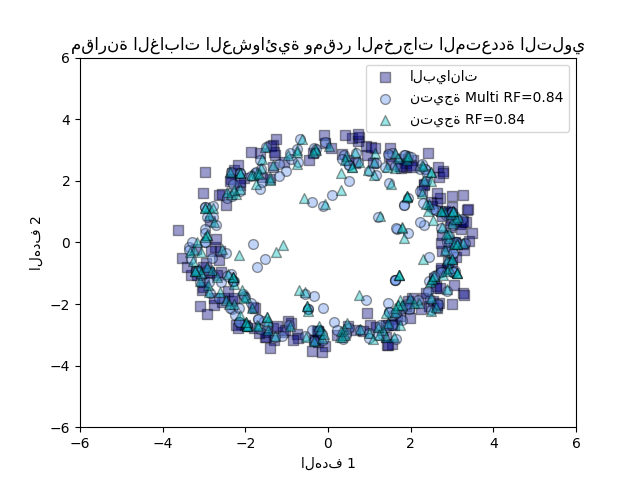 مقارنة الغابات العشوائية ومقدر المخرجات المتعددة التلوي
البيانات
نتيجة Multi RF=0.84
نتيجة RF=0.84
6
4
2
0
−2
−4
−6
الهدف 2
−6 −4 −2 0 2 4 6
الهدف 1